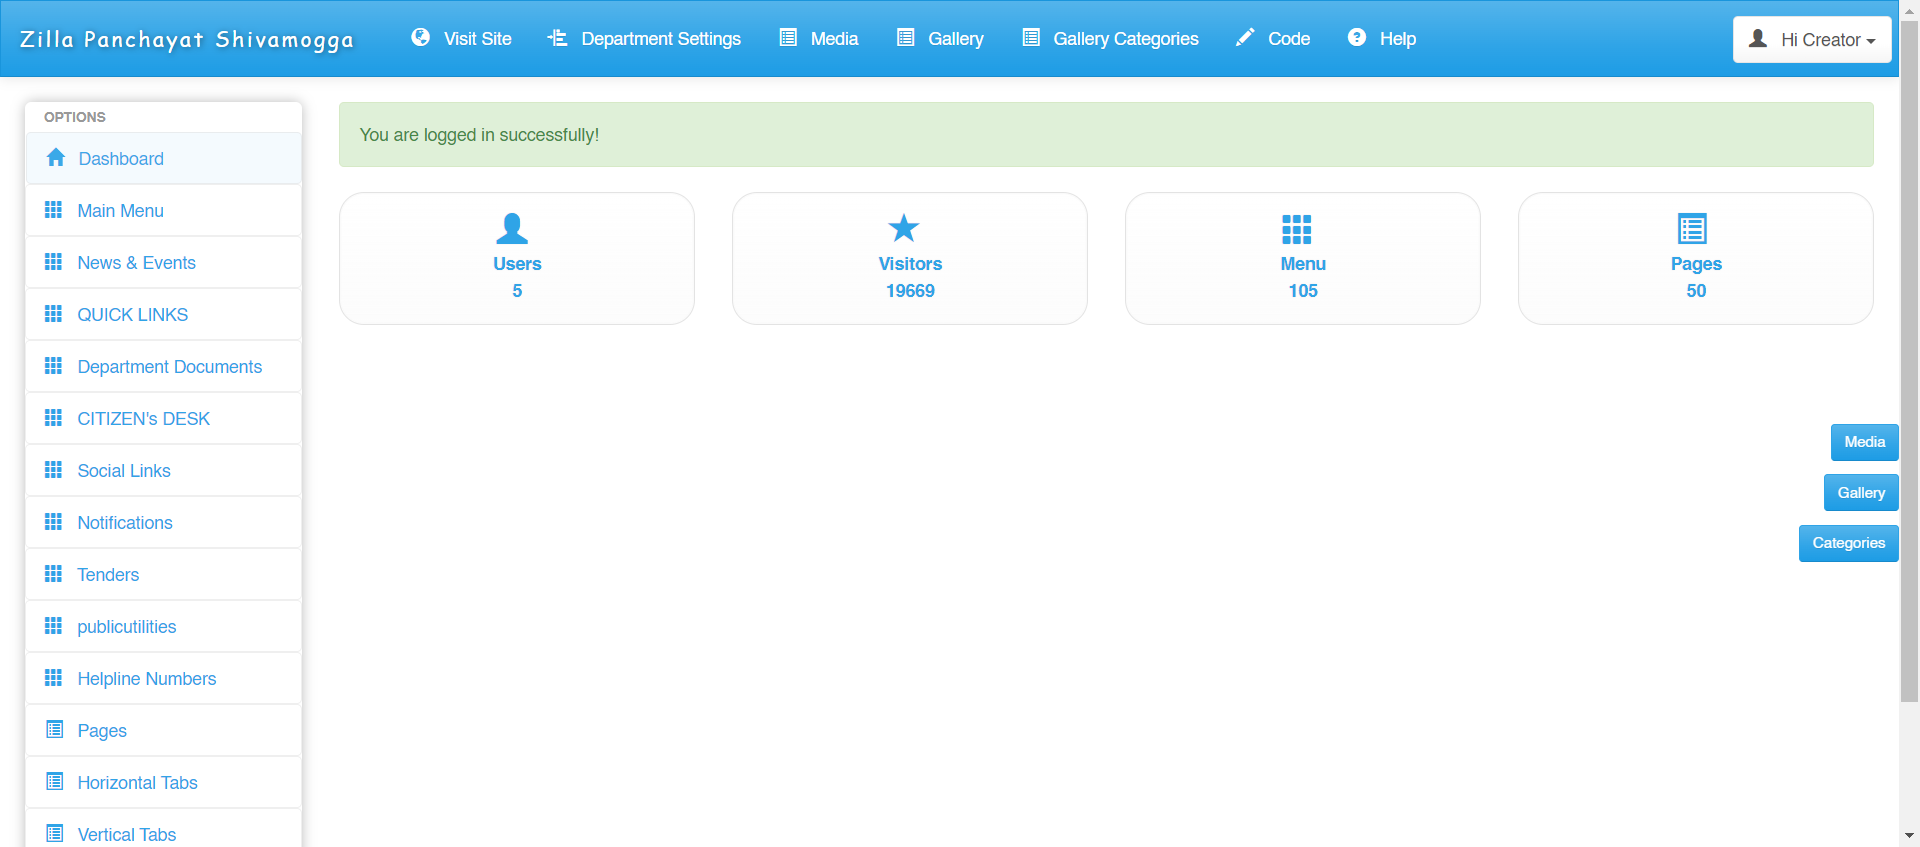 Zilla Panchayat Shivamogga
Visit Site
Department Settings
Media
Gallery
Gallery Categories
Code
Help
Hi Creator
OPTIONS
Dashboard
Main Menu
News & Events
QUICK LINKS
Department Documents
CITIZEN's DESK
Social Links
Notifications
Tenders
publicutilities
Helpline Numbers
Pages
Horizontal Tabs
Vertical Tabs
You are logged in successfully!
Users
5
Visitors
19669
Menu
105
Pages
50
Media
Gallery
Categories